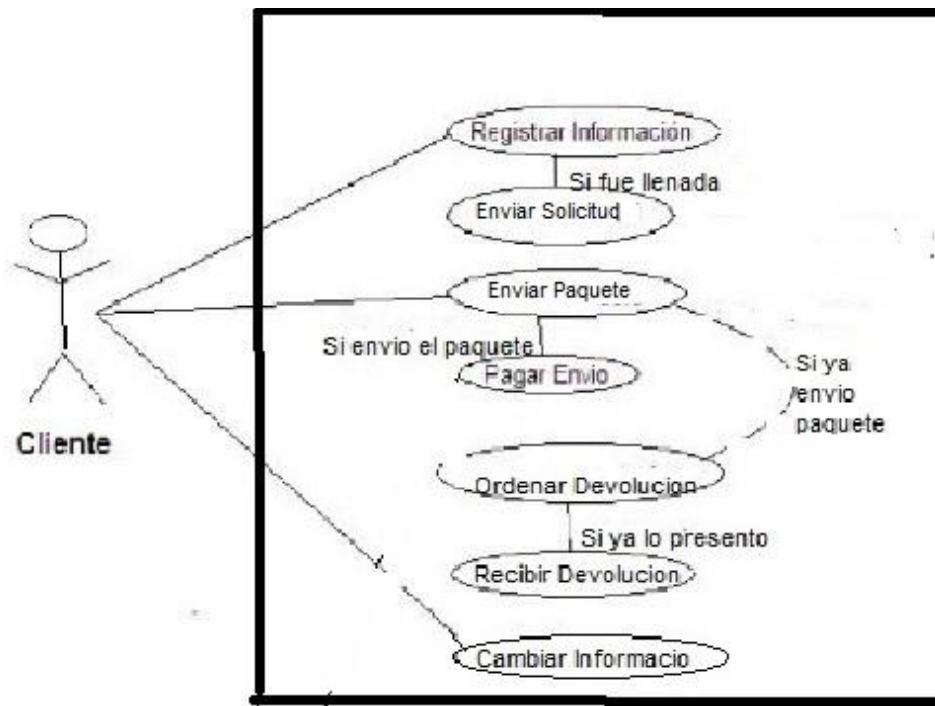 Registrar Información
Si fue llenada
Enviar Solicitud
Enviar Paquete
Si envio el paquete
Pagar Envio
Si ya
envio
paquete
Cliente
Ordenar Devolucion
Si ya lo presento
Recibir Devolucion
Cambiar Informacio